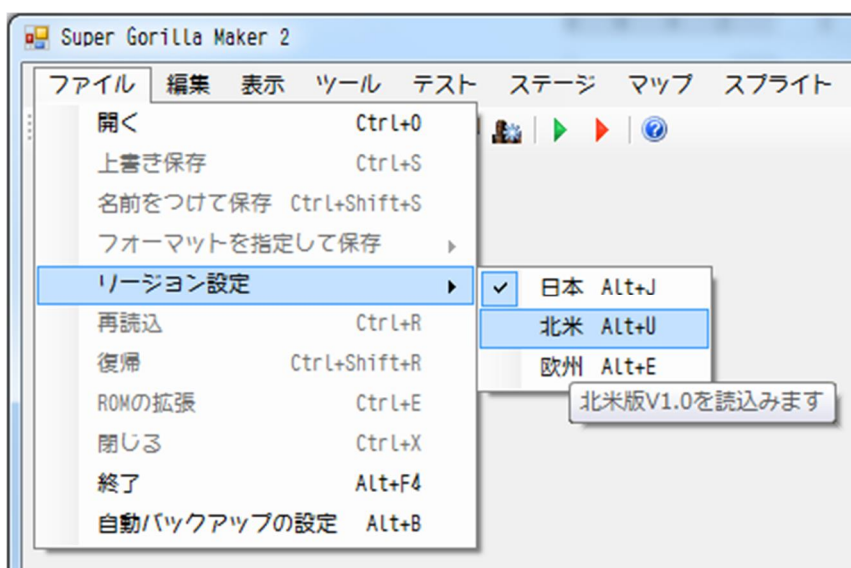 Super Gorilla Maker 2
ファイル 編集 表示 ツール テスト ステージ マップ スプライト
開く Ctrl+O
上書き保存 Ctrl+S
名前をつけて保存 Ctrl+Shift+S
フォーマットを指定して保存
リージョン設定
日本 Alt+J
北米 Alt+U
欧州 Alt+E
北米版V1.0を読込みます
再読込 Ctrl+R
復帰 Ctrl+Shift+R
ROMの拡張 Ctrl+E
閉じる Ctrl+X
終了 Alt+F4
自動バックアップの設定 Alt+B